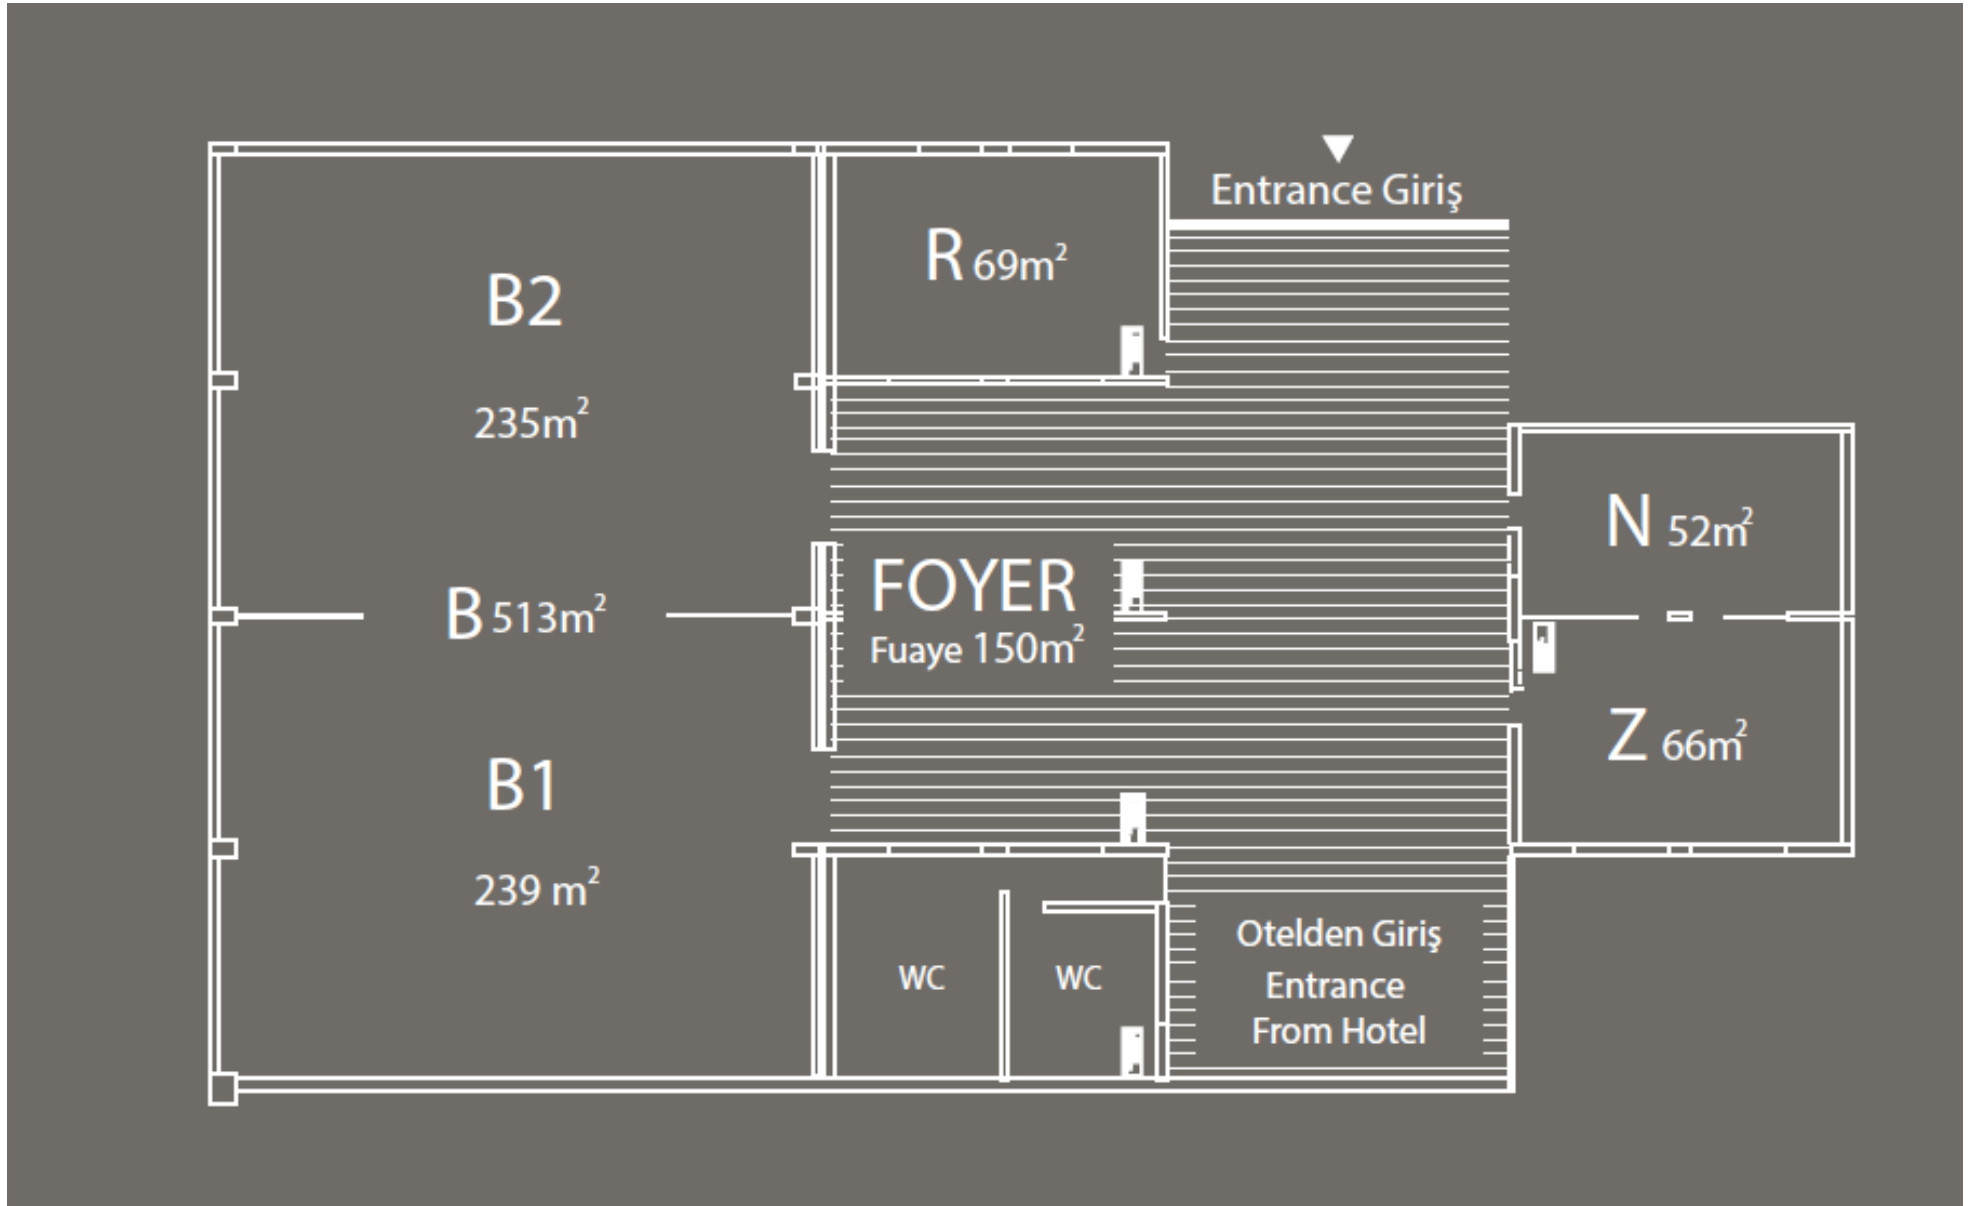 Entrance Giriş
R 69m²
B2
235m²
N 52m²
FOYER
Fuaye 150m²
B 513m²
Z 66m²
B1
239 m²
WC
WC
Otelden Giriş
Entrance
From Hotel